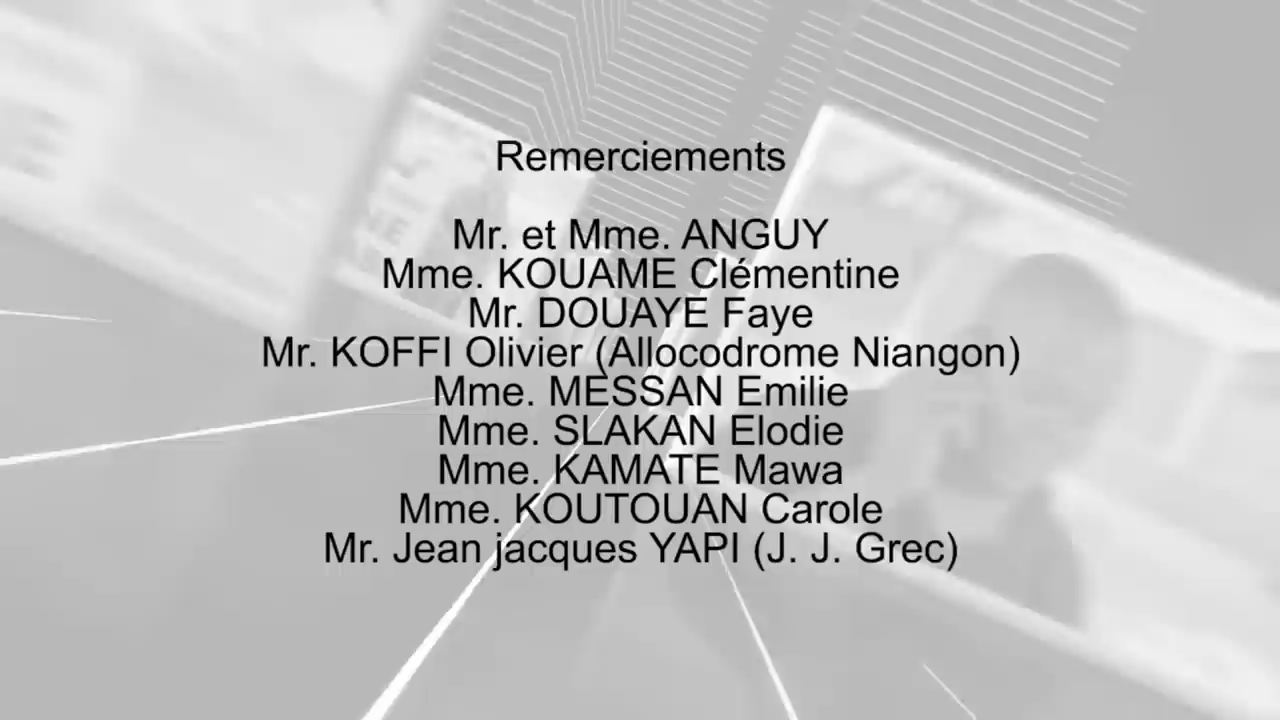 Remerciements
Mr. et Mme. ANGUY
Mme. KOUAME Clémentine
Mr. DOUAYE Faye
Mr. KOFFI Olivier (Allocodrome Niangon)
Mme. MESSAN Emilie
Mme. SLAKAN Elodie
Mme. KAMATE Mawa
Mme. KOUTOUAN Carole
Mr. Jean jacques YAPI (J. J. Grec)